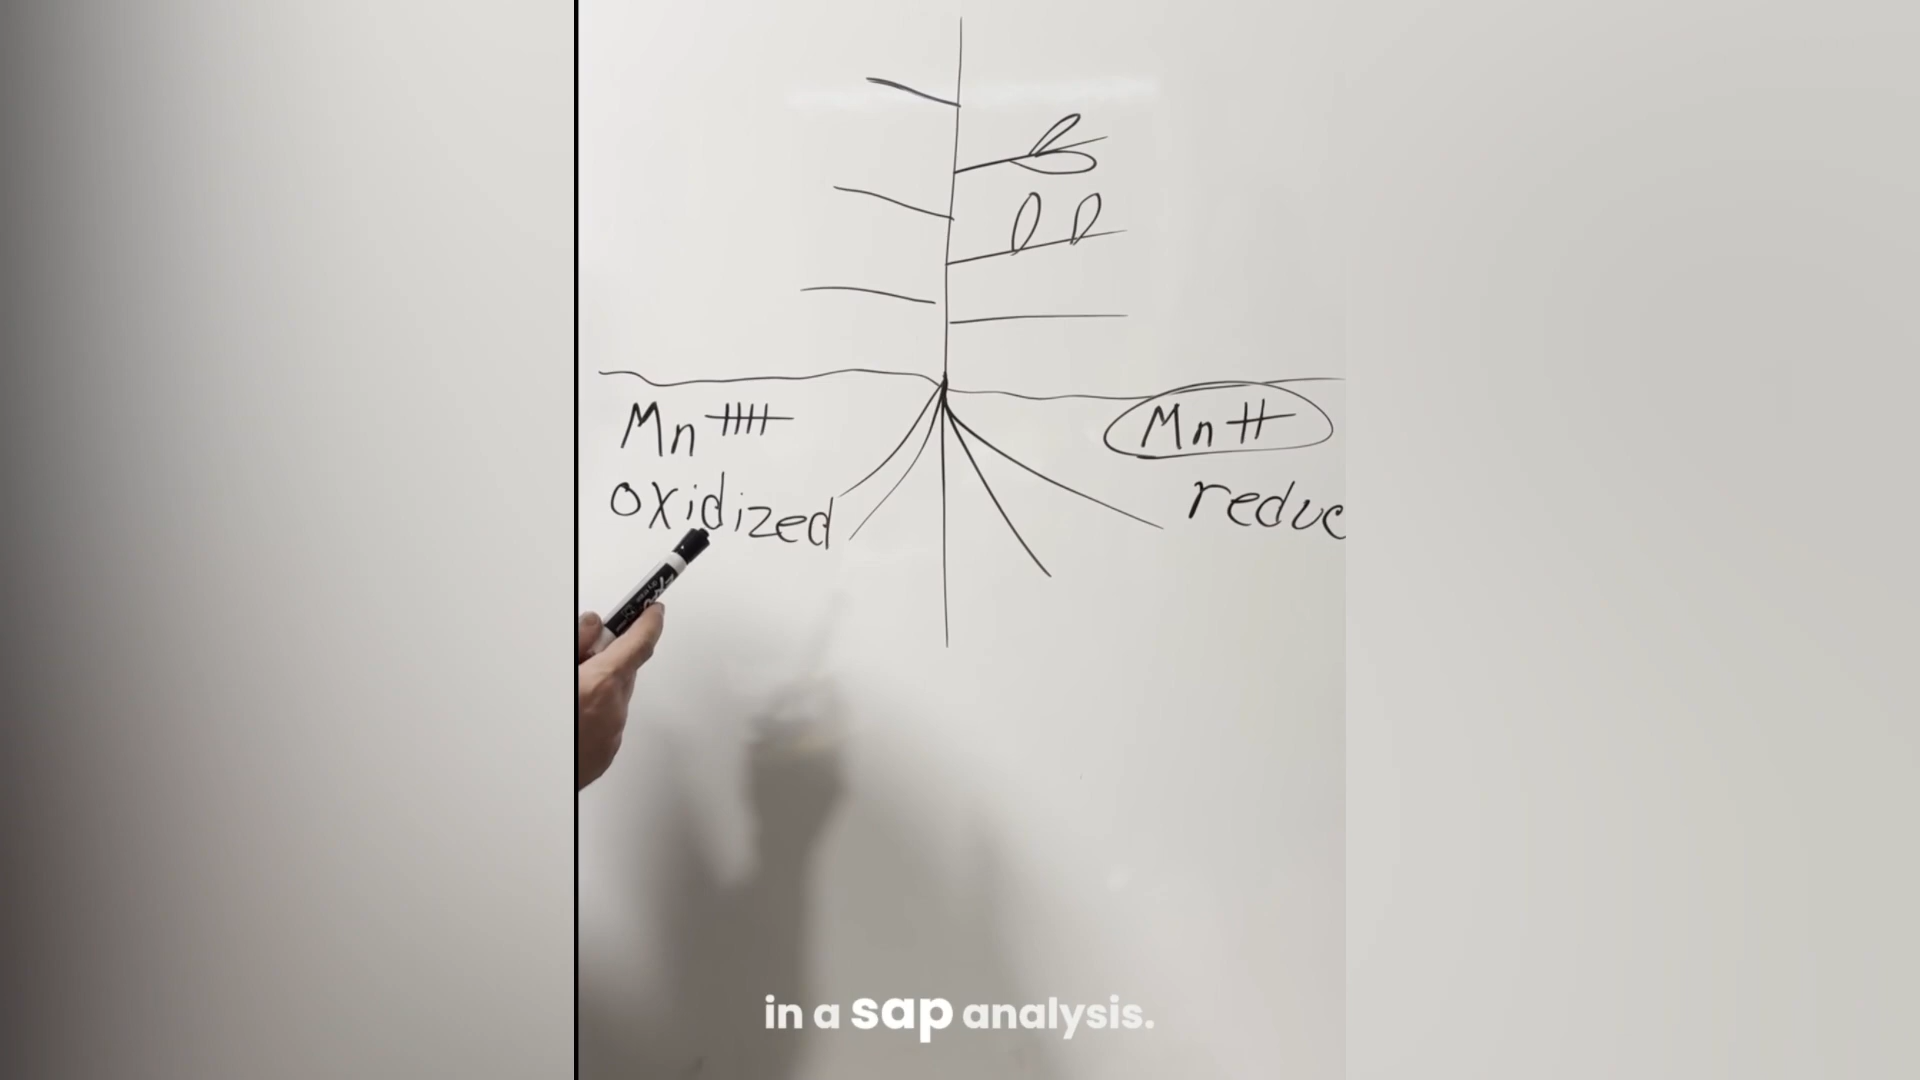 Mn ++++
Mn ++
oxidized
reduc
in a sap analysis.